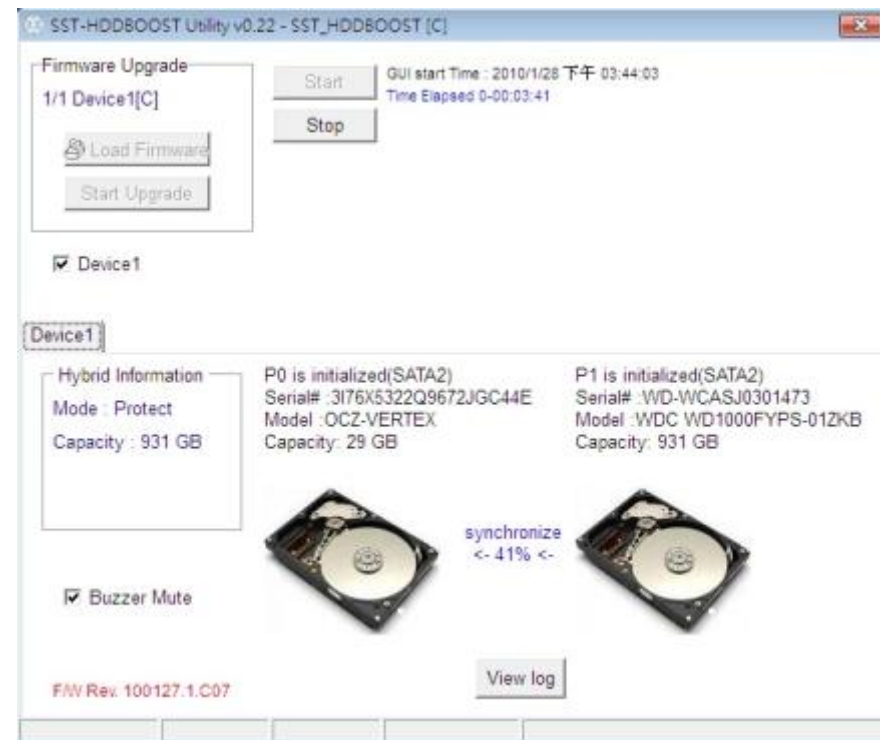 SST-HDDBOOST Utility v0.22 - SST_HDDBOOST [C]
Firmware Upgrade
1/1 Device1[C]
Load Firmware
Start Upgrade
Start
Stop
GUI start Time : 2010/1/28 下午 03:44:03
Time Elapsed 0-00:03:41
Device1
Device1
Hybrid Information
Mode : Protect
Capacity : 931 GB
P0 is initialized(SATA2)
Serial# :3I76X5322Q9672JGC44E
Model :OCZ-VERTEX
Capacity: 29 GB
P1 is initialized(SATA2)
Serial# :WD-WCASJ0301473
Model :WDC WD1000FYPS-01ZKB
Capacity: 931 GB
synchronize
<- 41% <-
Buzzer Mute
F/W Rev. 100127.1.C07
View log